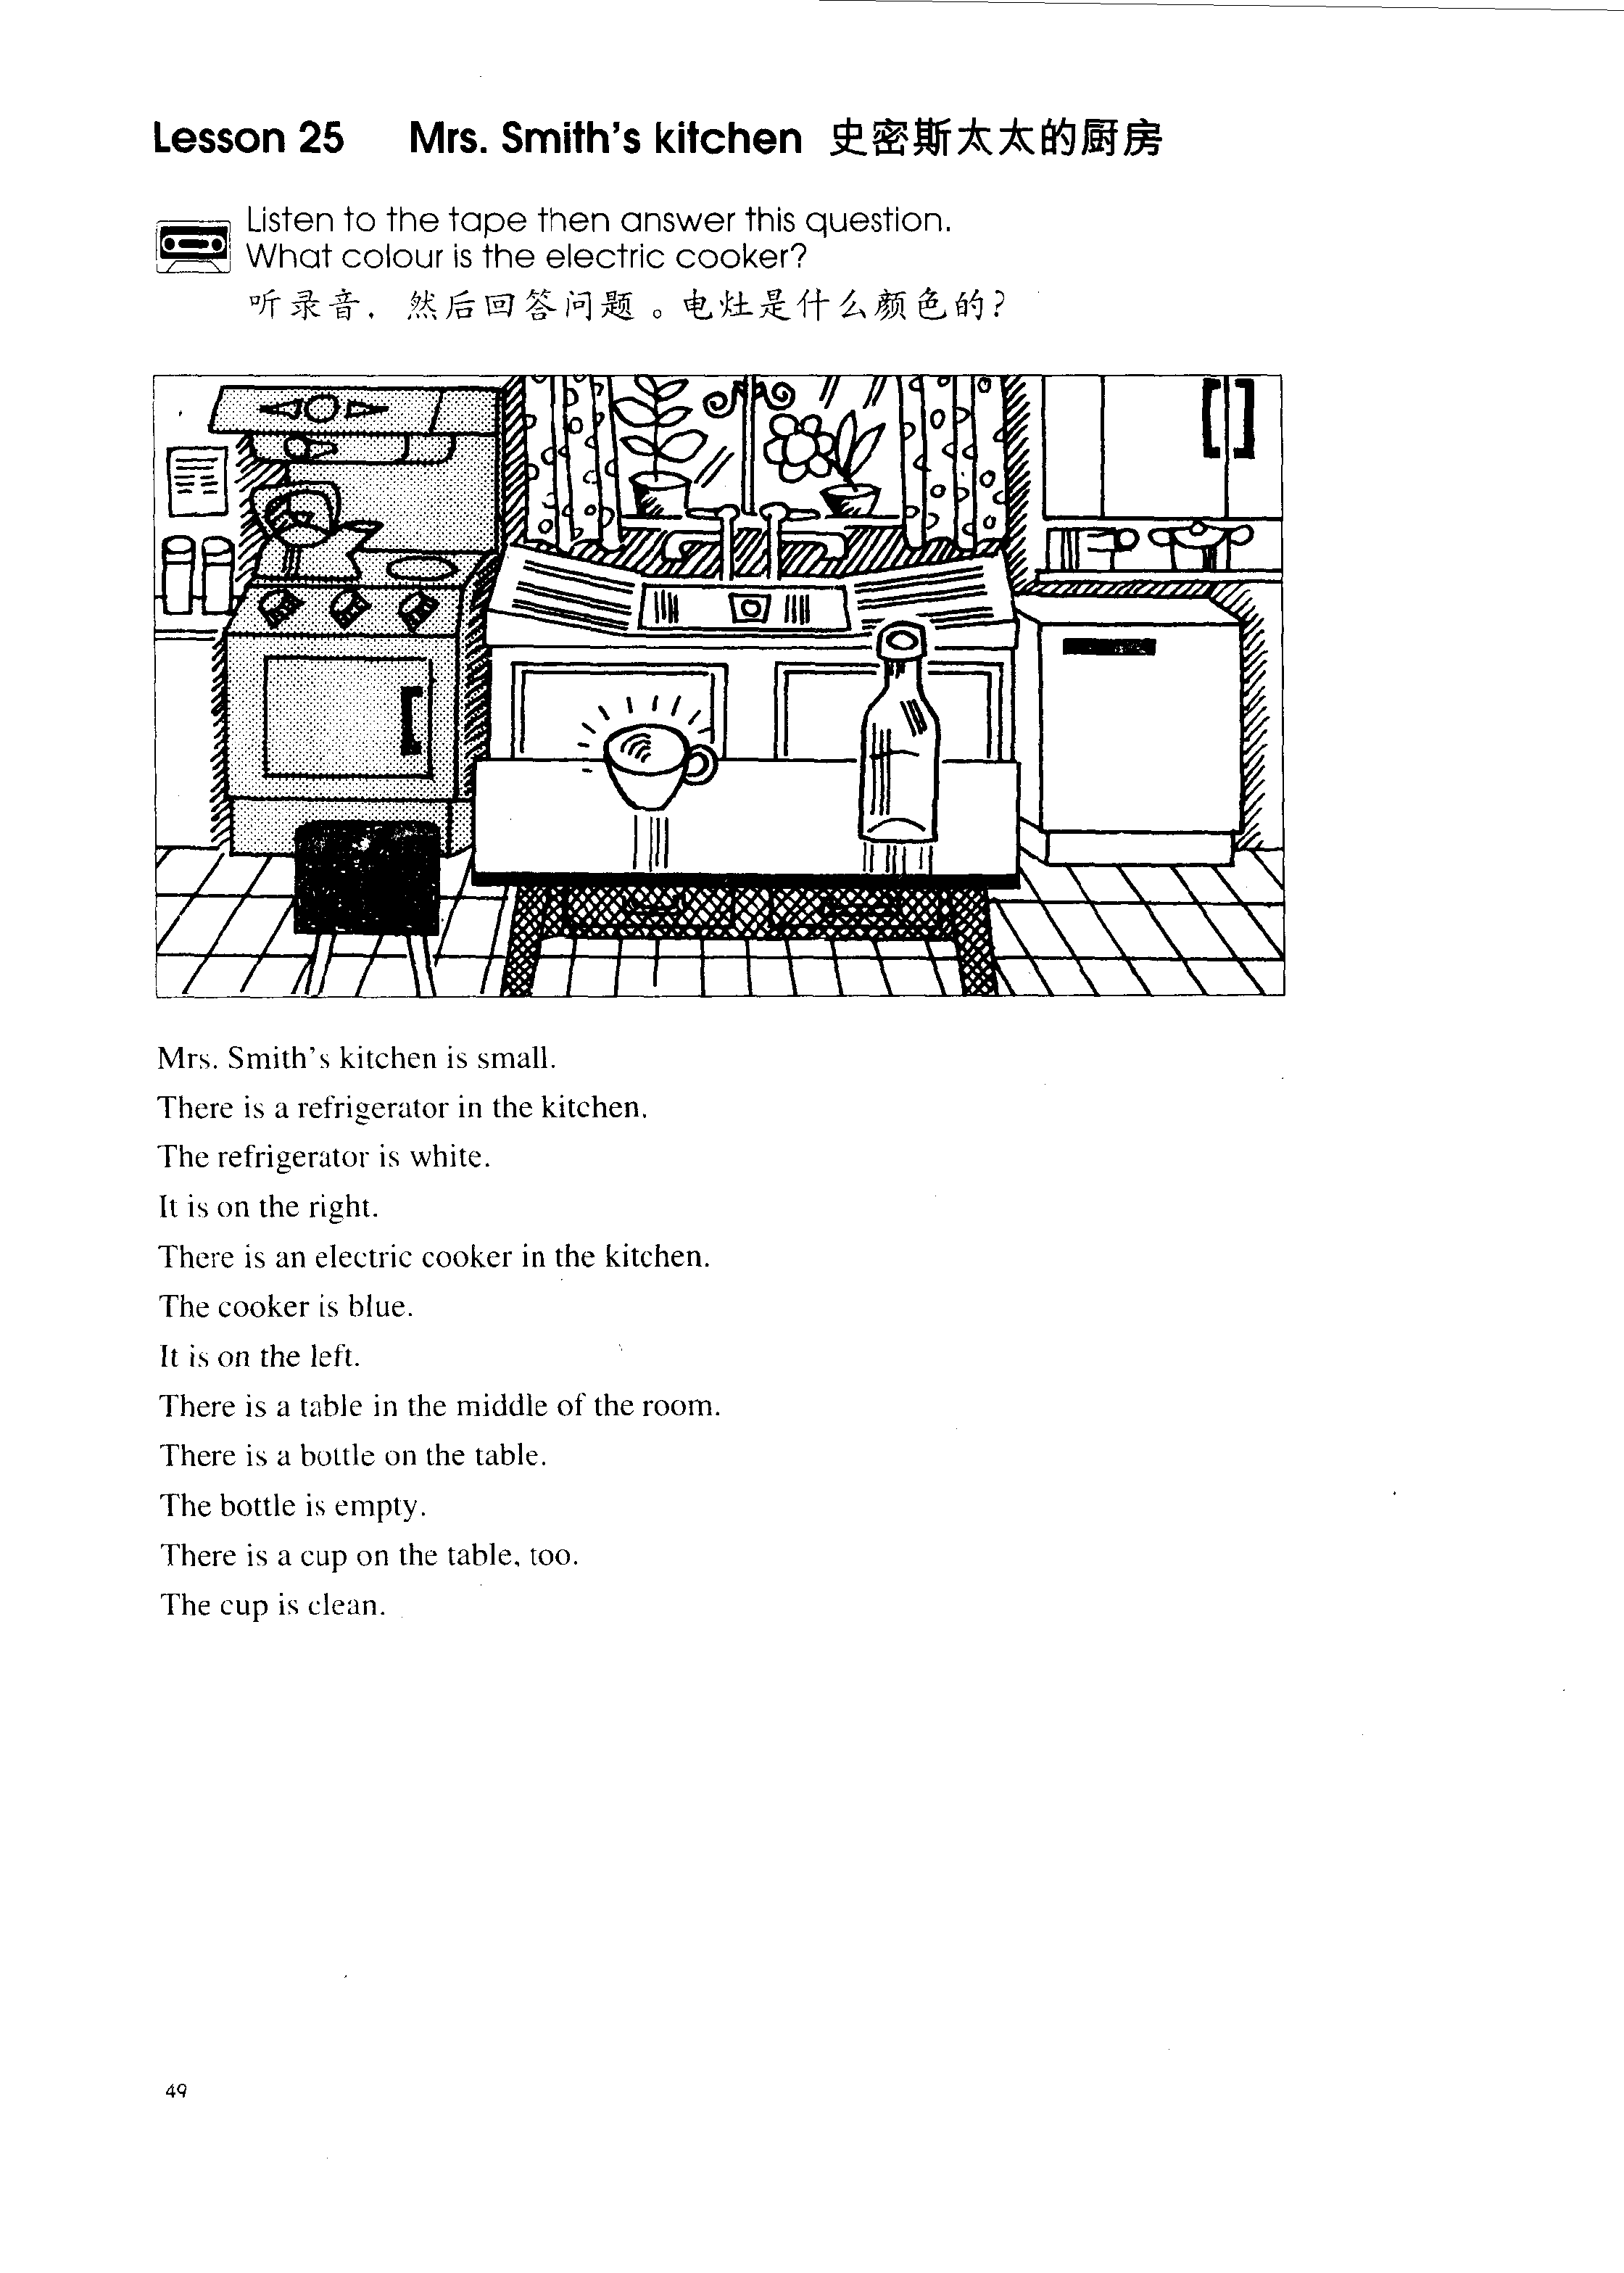 Lesson 25 Mrs. Smith's kitchen 史密斯太太的厨房
Listen to the tape then answer this question.
What colour is the electric cooker?
听录音，然后回答问题。电灶是什么颜色的？
Mrs. Smith's kitchen is small.
There is a refrigerator in the kitchen.
The refrigerator is white.
It is on the right.
There is an electric cooker in the kitchen.
The cooker is blue.
It is on the left.
There is a table in the middle of the room.
There is a bottle on the table.
The bottle is empty.
There is a cup on the table, too.
The cup is clean.
49